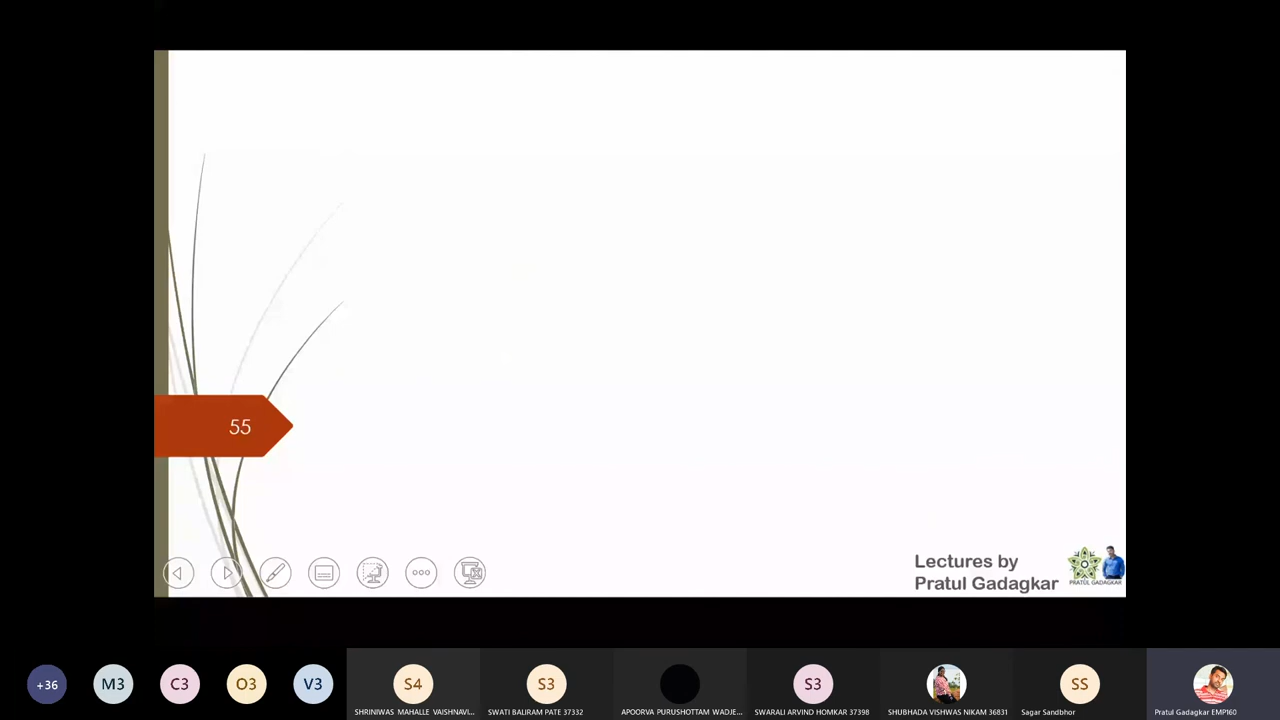 55
Lectures by
Pratul Gadagkar
PRATUL GADAGKAR
+36
M3
C3
O3
V3
S4
S3
S3
SS
SHRINIWAS MAHALLE VAISHNAVI...
SWATI BALIRAM PATE 37332
APOORVA PURUSHOTTAM WADJE...
SWARALI ARVIND HOMKAR 37398
SHUBHADA VISHWAS NIKAM 36831
Sagar Sandbhor
Pratul Gadagkar EMP160